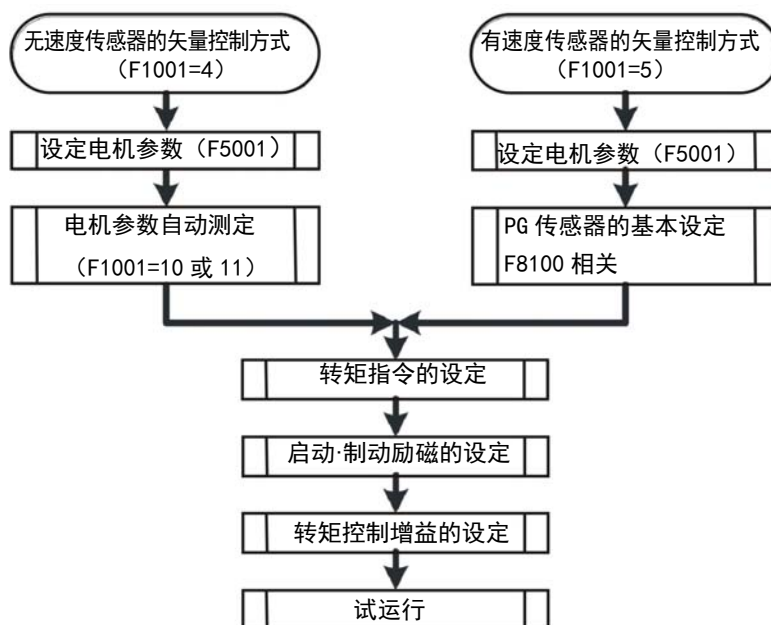 无速度传感器的矢量控制方式
（F1001=4）
设定电机参数（F5001）
电机参数自动测定
（F1001=10 或 11）
有速度传感器的矢量控制方式
（F1001=5）
设定电机参数（F5001）
PG 传感器的基本设定
F8100 相关
转矩指令的设定
启动·制动励磁的设定
转矩控制增益的设定
试运行